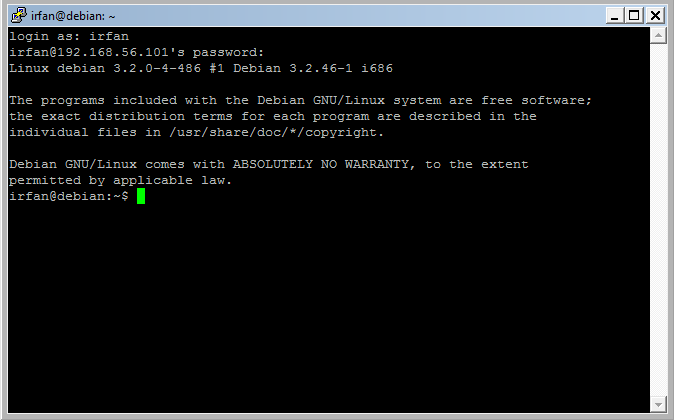 irfan@debian: ~
login as: irfan
irfan@192.168.56.101's password:
Linux debian 3.2.0-4-486 #1 Debian 3.2.46-1 i686
The programs included with the Debian GNU/Linux system are free software;
the exact distribution terms for each program are described in the
individual files in /usr/share/doc/*/copyright.
Debian GNU/Linux comes with ABSOLUTELY NO WARRANTY, to the extent
permitted by applicable law.
irfan@debian:~$